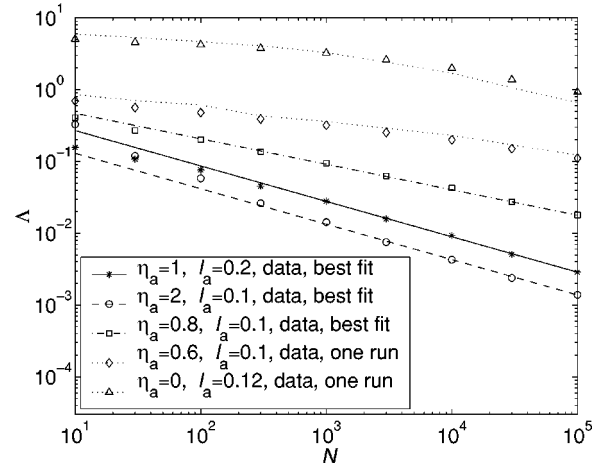 10^1
10^0
10^-1
10^-2
10^-3
10^-4
Λ
η_a=1, l_a=0.2, data, best fit
η_a=2, l_a=0.1, data, best fit
η_a=0.8, l_a=0.1, data, best fit
η_a=0.6, l_a=0.1, data, one run
η_a=0, l_a=0.12, data, one run
10^1 10^2 10^3 10^4 10^5
N